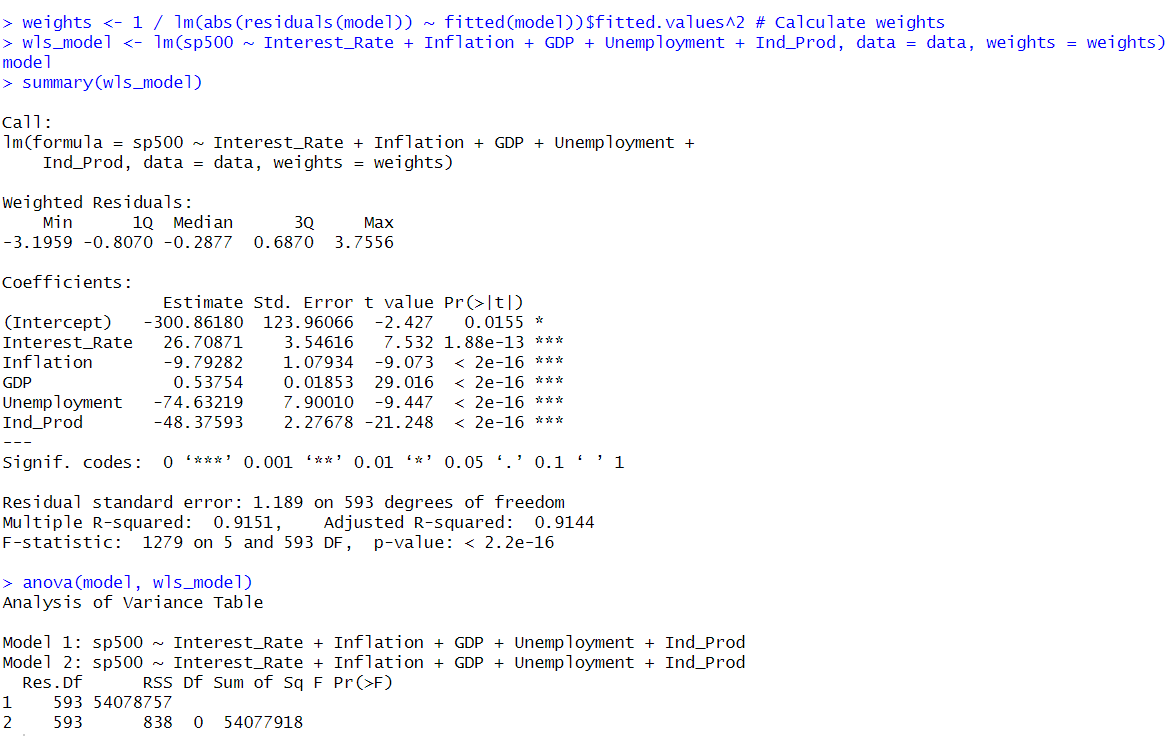 > weights <- 1 / lm(abs(residuals(model)) ~ fitted(model))$fitted.values^2 # Calculate weights
> wls_model <- lm(sp500 ~ Interest_Rate + Inflation + GDP + Unemployment + Ind_Prod, data = data, weights = weights)
model
> summary(wls_model)

Call:
lm(formula = sp500 ~ Interest_Rate + Inflation + GDP + Unemployment +
    Ind_Prod, data = data, weights = weights)

Weighted Residuals:
    Min      1Q  Median      3Q     Max
-3.1959 -0.8070 -0.2877  0.6870  3.7556

Coefficients:
                Estimate Std. Error t value Pr(>|t|)
(Intercept)   -300.86180  123.96066  -2.427   0.0155 *
Interest_Rate   26.70871    3.54616   7.532 1.88e-13 ***
Inflation       -9.79282    1.07934  -9.073  < 2e-16 ***
GDP              0.53754    0.01853  29.016  < 2e-16 ***
Unemployment   -74.63219    7.90010  -9.447  < 2e-16 ***
Ind_Prod       -48.37593    2.27678 -21.248  < 2e-16 ***
---
Signif. codes:  0 ‘***’ 0.001 ‘**’ 0.01 ‘*’ 0.05 ‘.’ 0.1 ‘ ’ 1

Residual standard error: 1.189 on 593 degrees of freedom
Multiple R-squared:  0.9151,    Adjusted R-squared:  0.9144
F-statistic:  1279 on 5 and 593 DF,  p-value: < 2.2e-16

> anova(model, wls_model)
Analysis of Variance Table

Model 1: sp500 ~ Interest_Rate + Inflation + GDP + Unemployment + Ind_Prod
Model 2: sp500 ~ Interest_Rate + Inflation + GDP + Unemployment + Ind_Prod
  Res.Df      RSS Df Sum of Sq F Pr(>F)
1    593 54078757
2    593      838  0  54077918